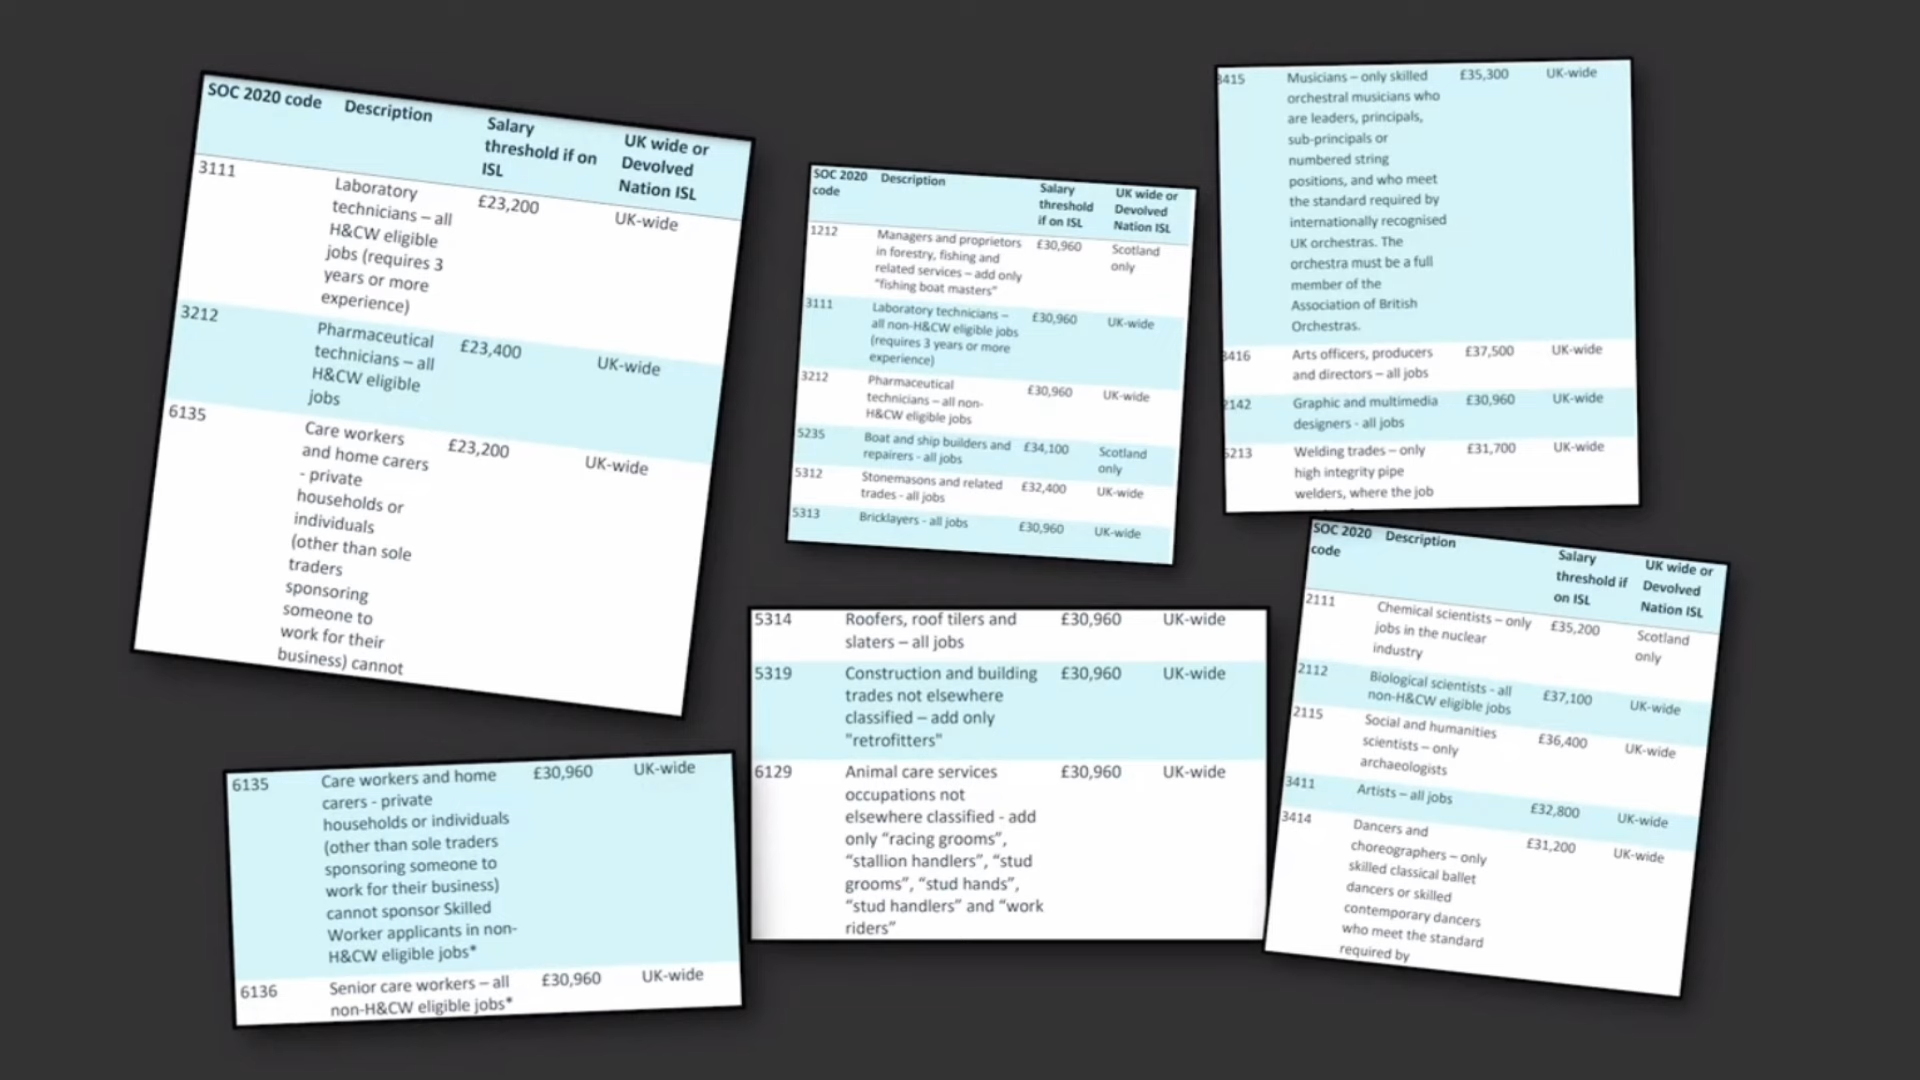 SOC 2020 code Description Salary threshold if on ISL UK wide or Devolved Nation ISL
3111 £23,200 UK-wide
Laboratory
technicians – all
H&CW eligible
jobs (requires 3
years or more
experience)
3212 £23,400 UK-wide
Pharmaceutical
technicians – all
H&CW eligible
jobs
6135 £23,200 UK-wide
Care workers
and home carers
- private
households or
individuals
(other than sole
traders
sponsoring
someone to
work for their
business) cannot
SOC 2020 code Description Salary threshold if on ISL UK wide or Devolved Nation ISL
1212 Managers and proprietors £30,960 Scotland
in forestry, fishing and only
related services – add only
"fishing boat masters"
3111 Laboratory technicians – £30,960 UK-wide
all non-H&CW eligible jobs
(requires 3 years or more
experience)
3212 Pharmaceutical £30,960 UK-wide
technicians – all non-
H&CW eligible jobs
5235 Boat and ship builders and £34,100 Scotland
repairers - all jobs only
5312 Stonemasons and related £32,400 UK-wide
trades - all jobs
5313 Bricklayers - all jobs £30,960 UK-wide
3415 Musicians – only skilled £35,300 UK-wide
orchestral musicians who
are leaders, principals,
sub-principals or
numbered string
positions, and who meet
the standard required by
internationally recognised
UK orchestras. The
orchestra must be a full
member of the
Association of British
Orchestras.
3416 Arts officers, producers £37,500 UK-wide
and directors – all jobs
2142 Graphic and multimedia £30,960 UK-wide
designers - all jobs
5213 Welding trades – only £31,700 UK-wide
high integrity pipe
welders, where the job
6135 Care workers and home £30,960 UK-wide
carers - private
households or individuals
(other than sole traders
sponsoring someone to
work for their business)
cannot sponsor Skilled
Worker applicants in non-
H&CW eligible jobs*
6136 Senior care workers – all £30,960 UK-wide
non-H&CW eligible jobs*
5314 Roofers, roof tilers and £30,960 UK-wide
slaters – all jobs
5319 Construction and building £30,960 UK-wide
trades not elsewhere
classified – add only
"retrofitters"
6129 Animal care services £30,960 UK-wide
occupations not
elsewhere classified - add
only “racing grooms”,
“stallion handlers”, “stud
grooms”, “stud hands”,
“stud handlers” and “work
riders”
SOC 2020 code Description Salary threshold if on ISL UK wide or Devolved Nation ISL
2111 Chemical scientists – only £35,200 Scotland
jobs in the nuclear only
industry
2112 Biological scientists - all £37,100 UK-wide
non-H&CW eligible jobs
2115 Social and humanities £36,400 UK-wide
scientists – only
archaeologists
3411 Artists – all jobs £32,800 UK-wide
3414 Dancers and £31,200 UK-wide
choreographers – only
skilled classical ballet
dancers or skilled
contemporary dancers
who meet the standard
required by